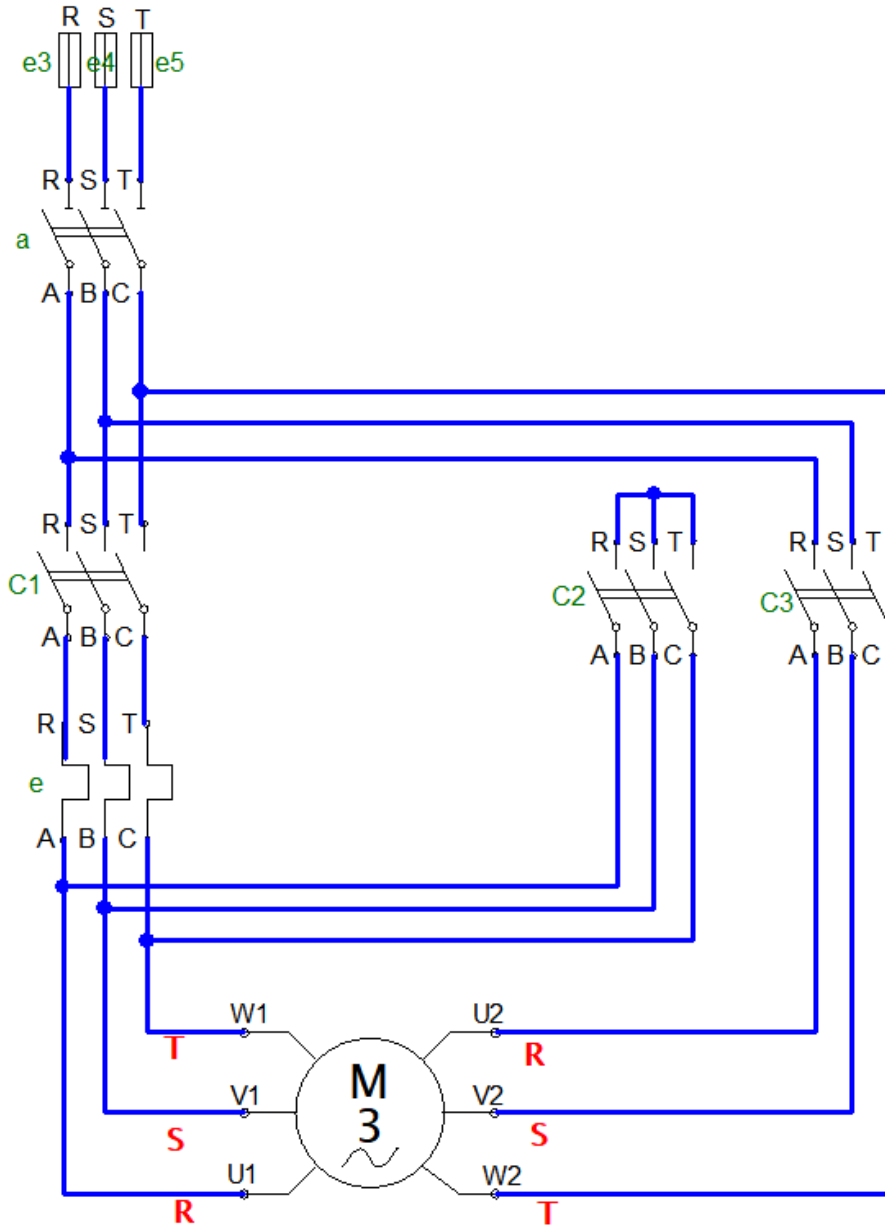 R S T
e3 e4 e5
R S T
a
A B C
R S T
C1
A B C
R S T
C2
A B C
R S T
C3
A B C
R S T
e
A B C
W1 U2
T R
M
3
V1 V2
S S
U1 W2
R T